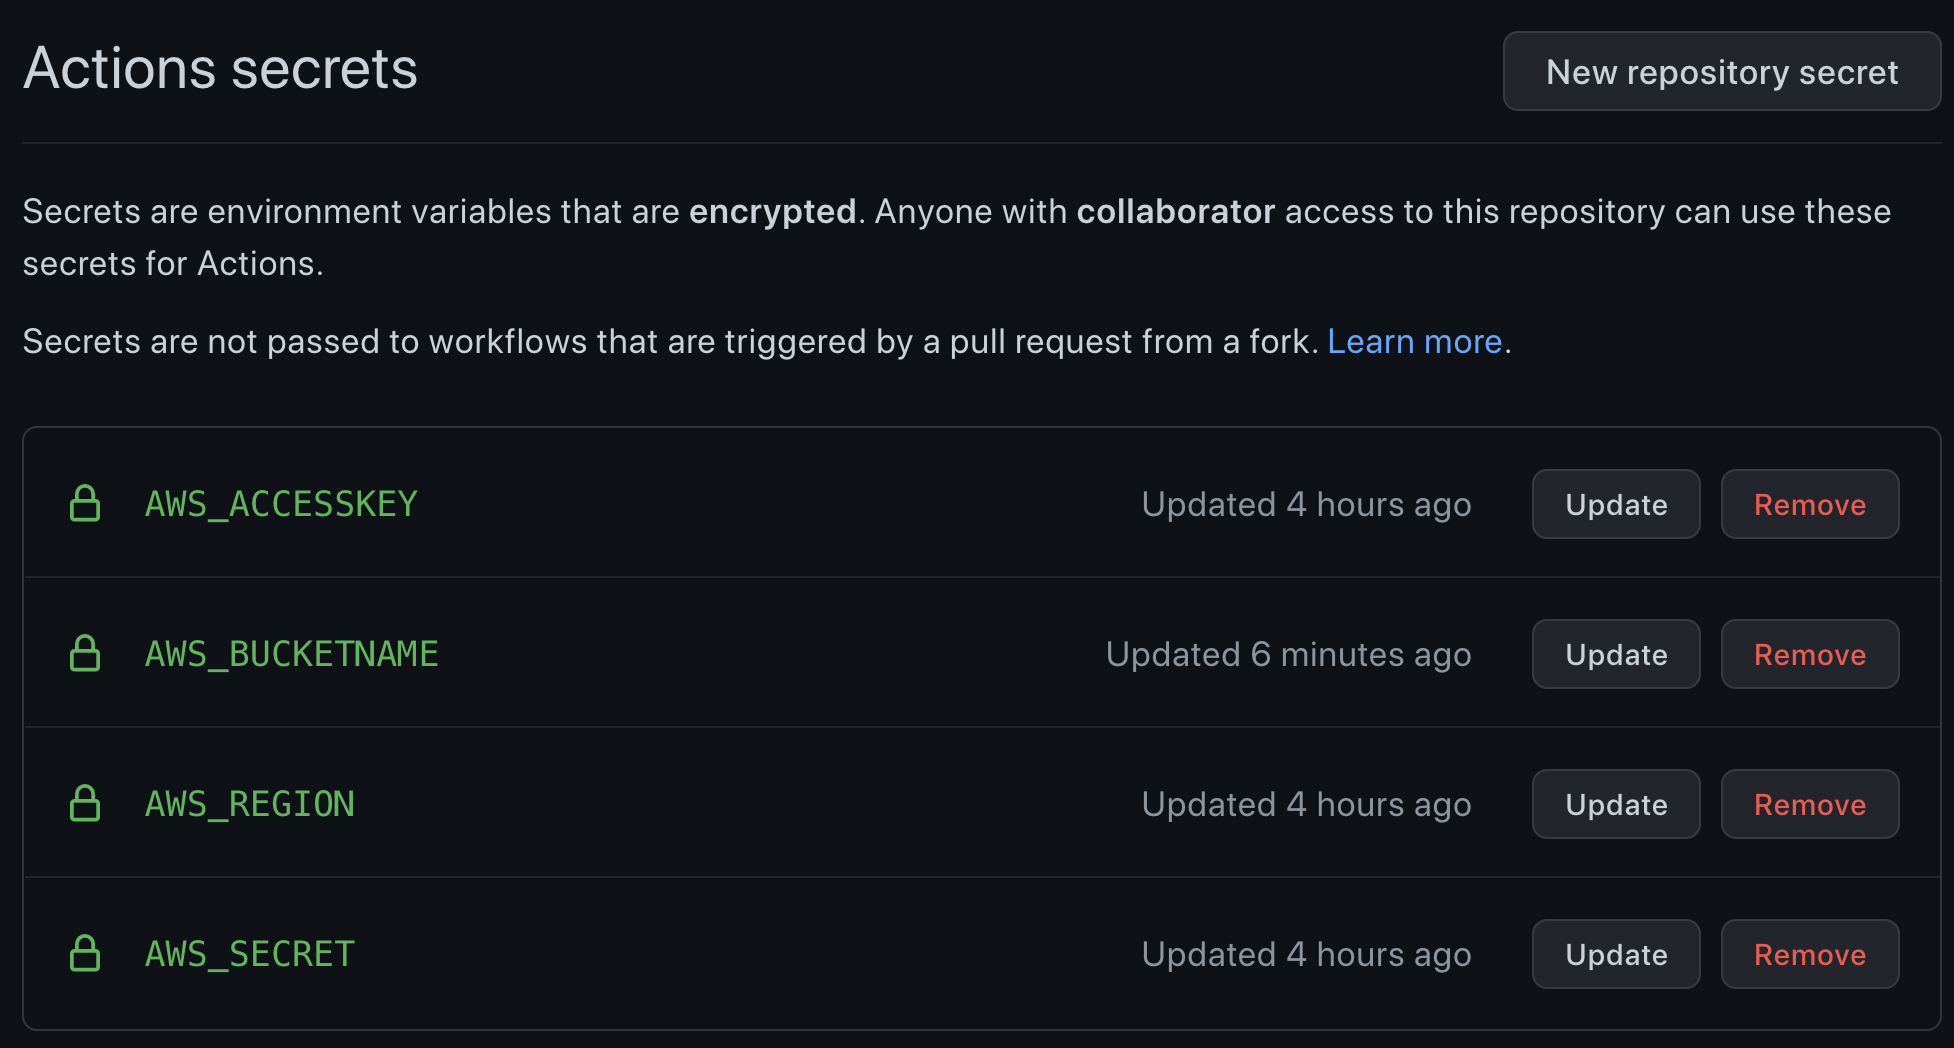 Actions secrets
New repository secret
Secrets are environment variables that are encrypted. Anyone with collaborator access to this repository can use these
secrets for Actions.
Secrets are not passed to workflows that are triggered by a pull request from a fork. Learn more.
AWS_ACCESSKEY Updated 4 hours ago Update Remove
AWS_BUCKETNAME Updated 6 minutes ago Update Remove
AWS_REGION Updated 4 hours ago Update Remove
AWS_SECRET Updated 4 hours ago Update Remove